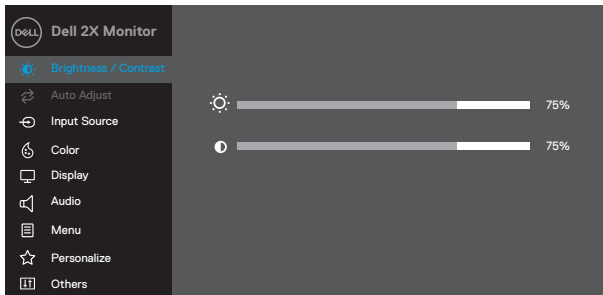 DELL Dell 2X Monitor
Brightness / Contrast
Auto Adjust
Input Source
Color
Display
Audio
Menu
Personalize
Others
75%
75%